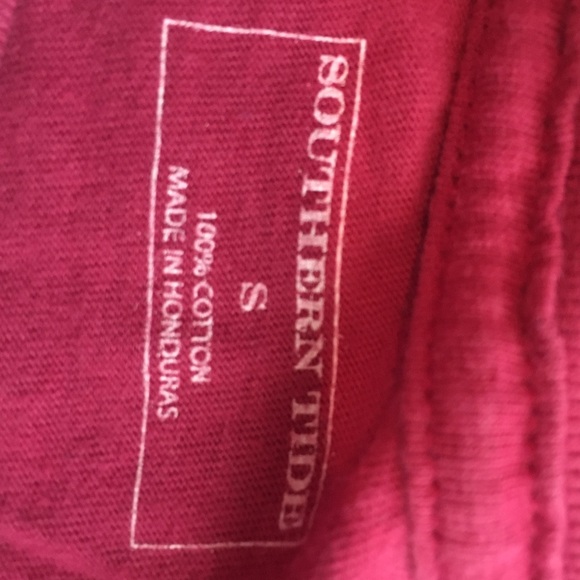 SOUTHERN TIDE
S
100% COTTON
MADE IN HONDURAS